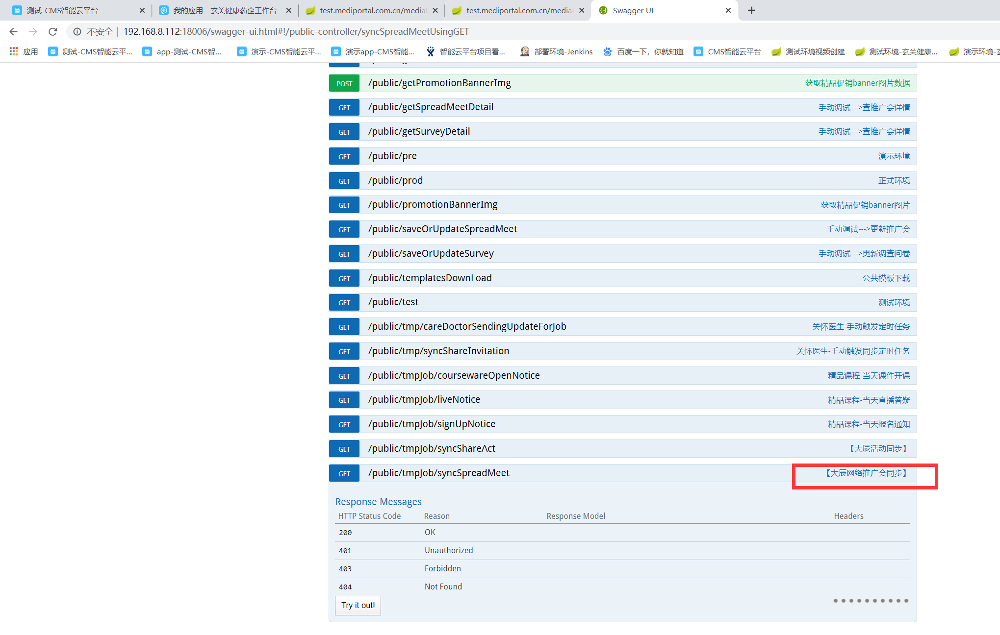 测试-CMS智能云平台
我的应用 - 玄关健康药企工作台
test.mediportal.com.cn/media
test.mediportal.com.cn/media
Swagger UI
不安全 | 192.168.8.112:18006/swagger-ui.html#!/public-controller/syncSpreadMeetUsingGET
应用
测试-CMS智能云平...
app-测试-CMS智...
演示-CMS智能云平...
演示app-CMS智能...
智能云平台项目看...
部署环境-Jenkins
百度一下，你就知道
CMS智能云平台
测试环境视频创建
测试环境-玄关健康...
演示环境-玄
POST /public/getPromotionBannerImg 获取精品促销banner图片数据
GET /public/getSpreadMeetDetail 手动调试--->查推广会详情
GET /public/getSurveyDetail 手动调试--->查推广会详情
GET /public/pre 演示环境
GET /public/prod 正式环境
GET /public/promotionBannerImg 获取精品促销banner图片
GET /public/saveOrUpdateSpreadMeet 手动调试--->更新推广会
GET /public/saveOrUpdateSurvey 手动调试--->更新调查问卷
GET /public/templatesDownLoad 公共模板下载
GET /public/test 测试环境
GET /public/tmp/careDoctorSendingUpdateForJob 关怀医生-手动触发定时任务
GET /public/tmp/syncShareInvitation 关怀医生-手动触发同步定时任务
GET /public/tmpJob/coursewareOpenNotice 精品课程-当天课件开课
GET /public/tmpJob/liveNotice 精品课程-当天直播答疑
GET /public/tmpJob/signUpNotice 精品课程-当天报名通知
GET /public/tmpJob/syncShareAct 【大辰活动同步】
GET /public/tmpJob/syncSpreadMeet 【大辰网络推广会同步】
Response Messages
HTTP Status Code Reason Response Model Headers
200 OK
401 Unauthorized
403 Forbidden
404 Not Found
Try it out!